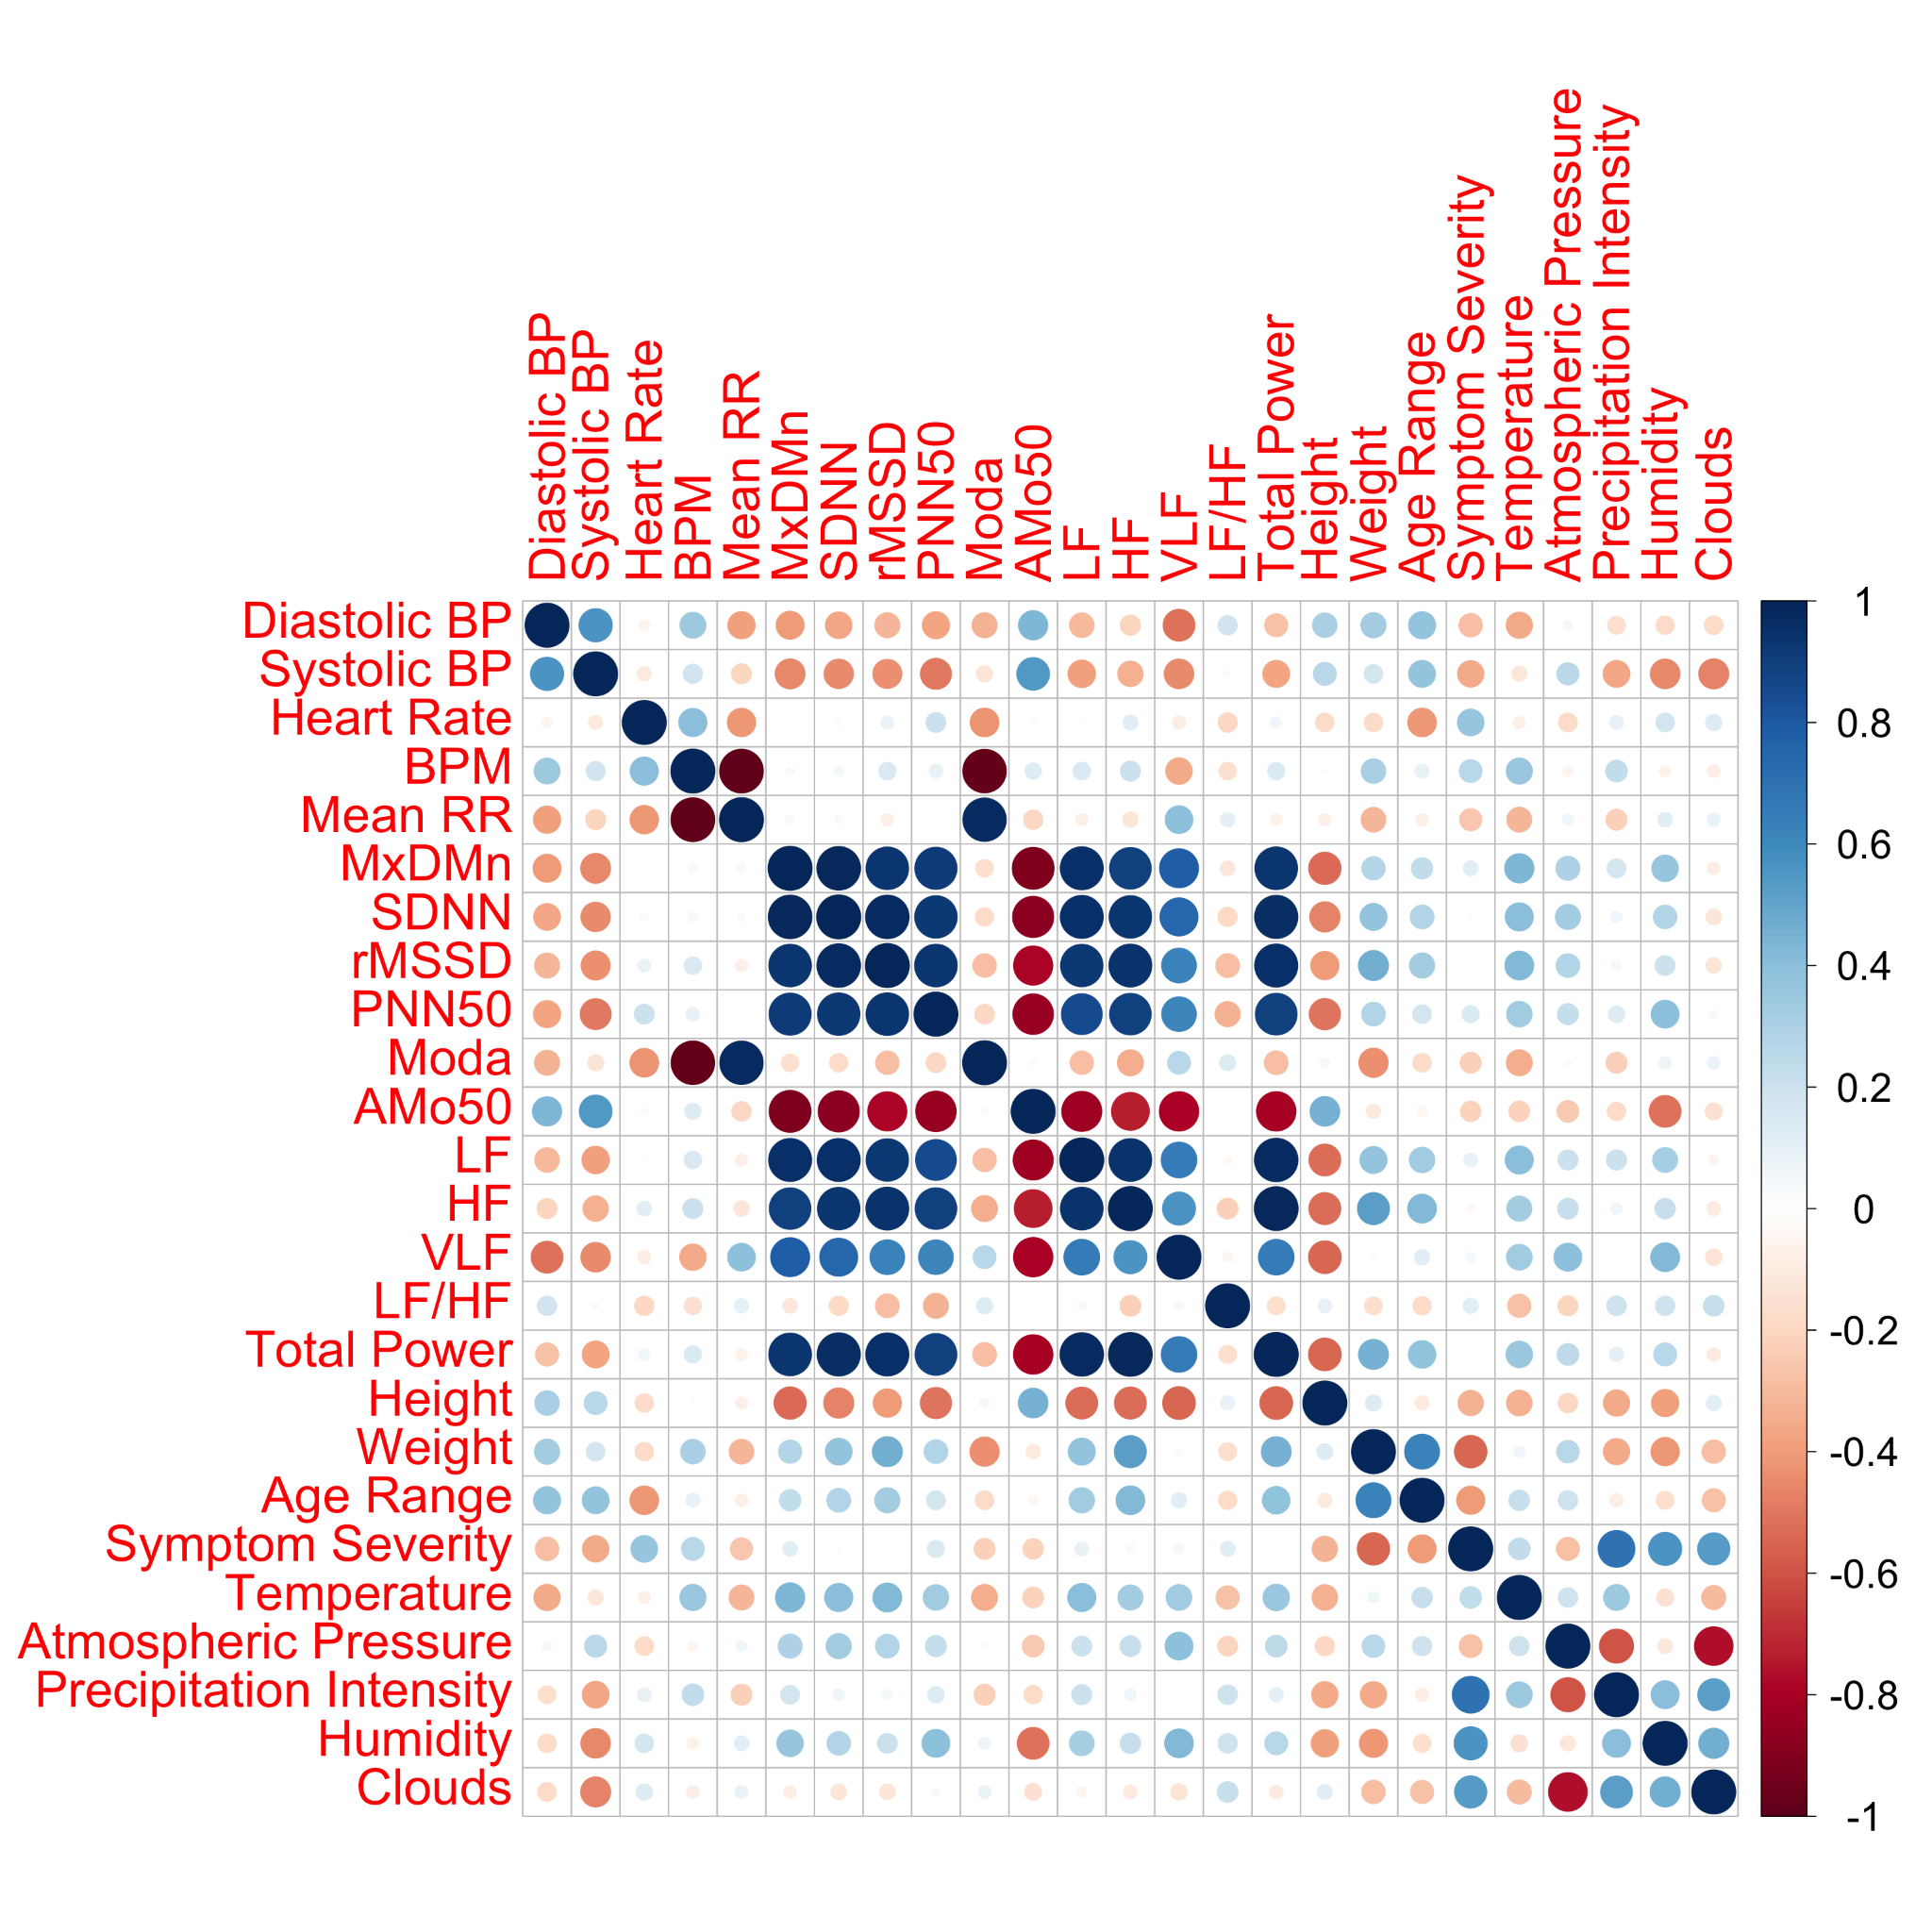 Diastolic BP
Systolic BP
Heart Rate
BPM
Mean RR
MxDMn
SDNN
rMSSD
PNN50
Moda
AMo50
LF
HF
VLF
LF/HF
Total Power
Height
Weight
Age Range
Symptom Severity
Temperature
Atmospheric Pressure
Precipitation Intensity
Humidity
Clouds
Diastolic BP
Systolic BP
Heart Rate
BPM
Mean RR
MxDMn
SDNN
rMSSD
PNN50
Moda
AMo50
LF
HF
VLF
LF/HF
Total Power
Height
Weight
Age Range
Symptom Severity
Temperature
Atmospheric Pressure
Precipitation Intensity
Humidity
Clouds
1
0.8
0.6
0.4
0.2
0
-0.2
-0.4
-0.6
-0.8
-1